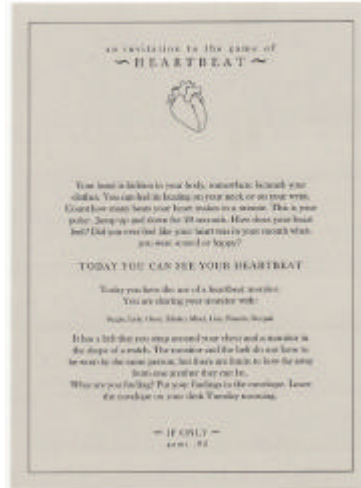 an invitation to the game of
~ HEARTBEAT ~
Your heart is hidden in your body, somewhere beneath your
clothes. You can feel it beating on your neck or on your wrist.
Count how many beats your heart makes in a minute. This is your
pulse. Jump up and down for 20 seconds. How does your heart
feel? Did you ever feel like your heart was in your mouth when
you were scared or happy?
TODAY YOU CAN SEE YOUR HEARTBEAT
Today you have the use of a heartbeat monitor.
You are sharing your monitor with:
It has a belt that you strap around your chest and a monitor in
the shape of a watch. The monitor and the belt do not have to
be worn by the same person, but there are limits to how far away
from one another they can be.
What are you feeling? Put your feelings in the envelope. Leave
the envelope on your desk Tuesday morning.
~ IF ONLY ~